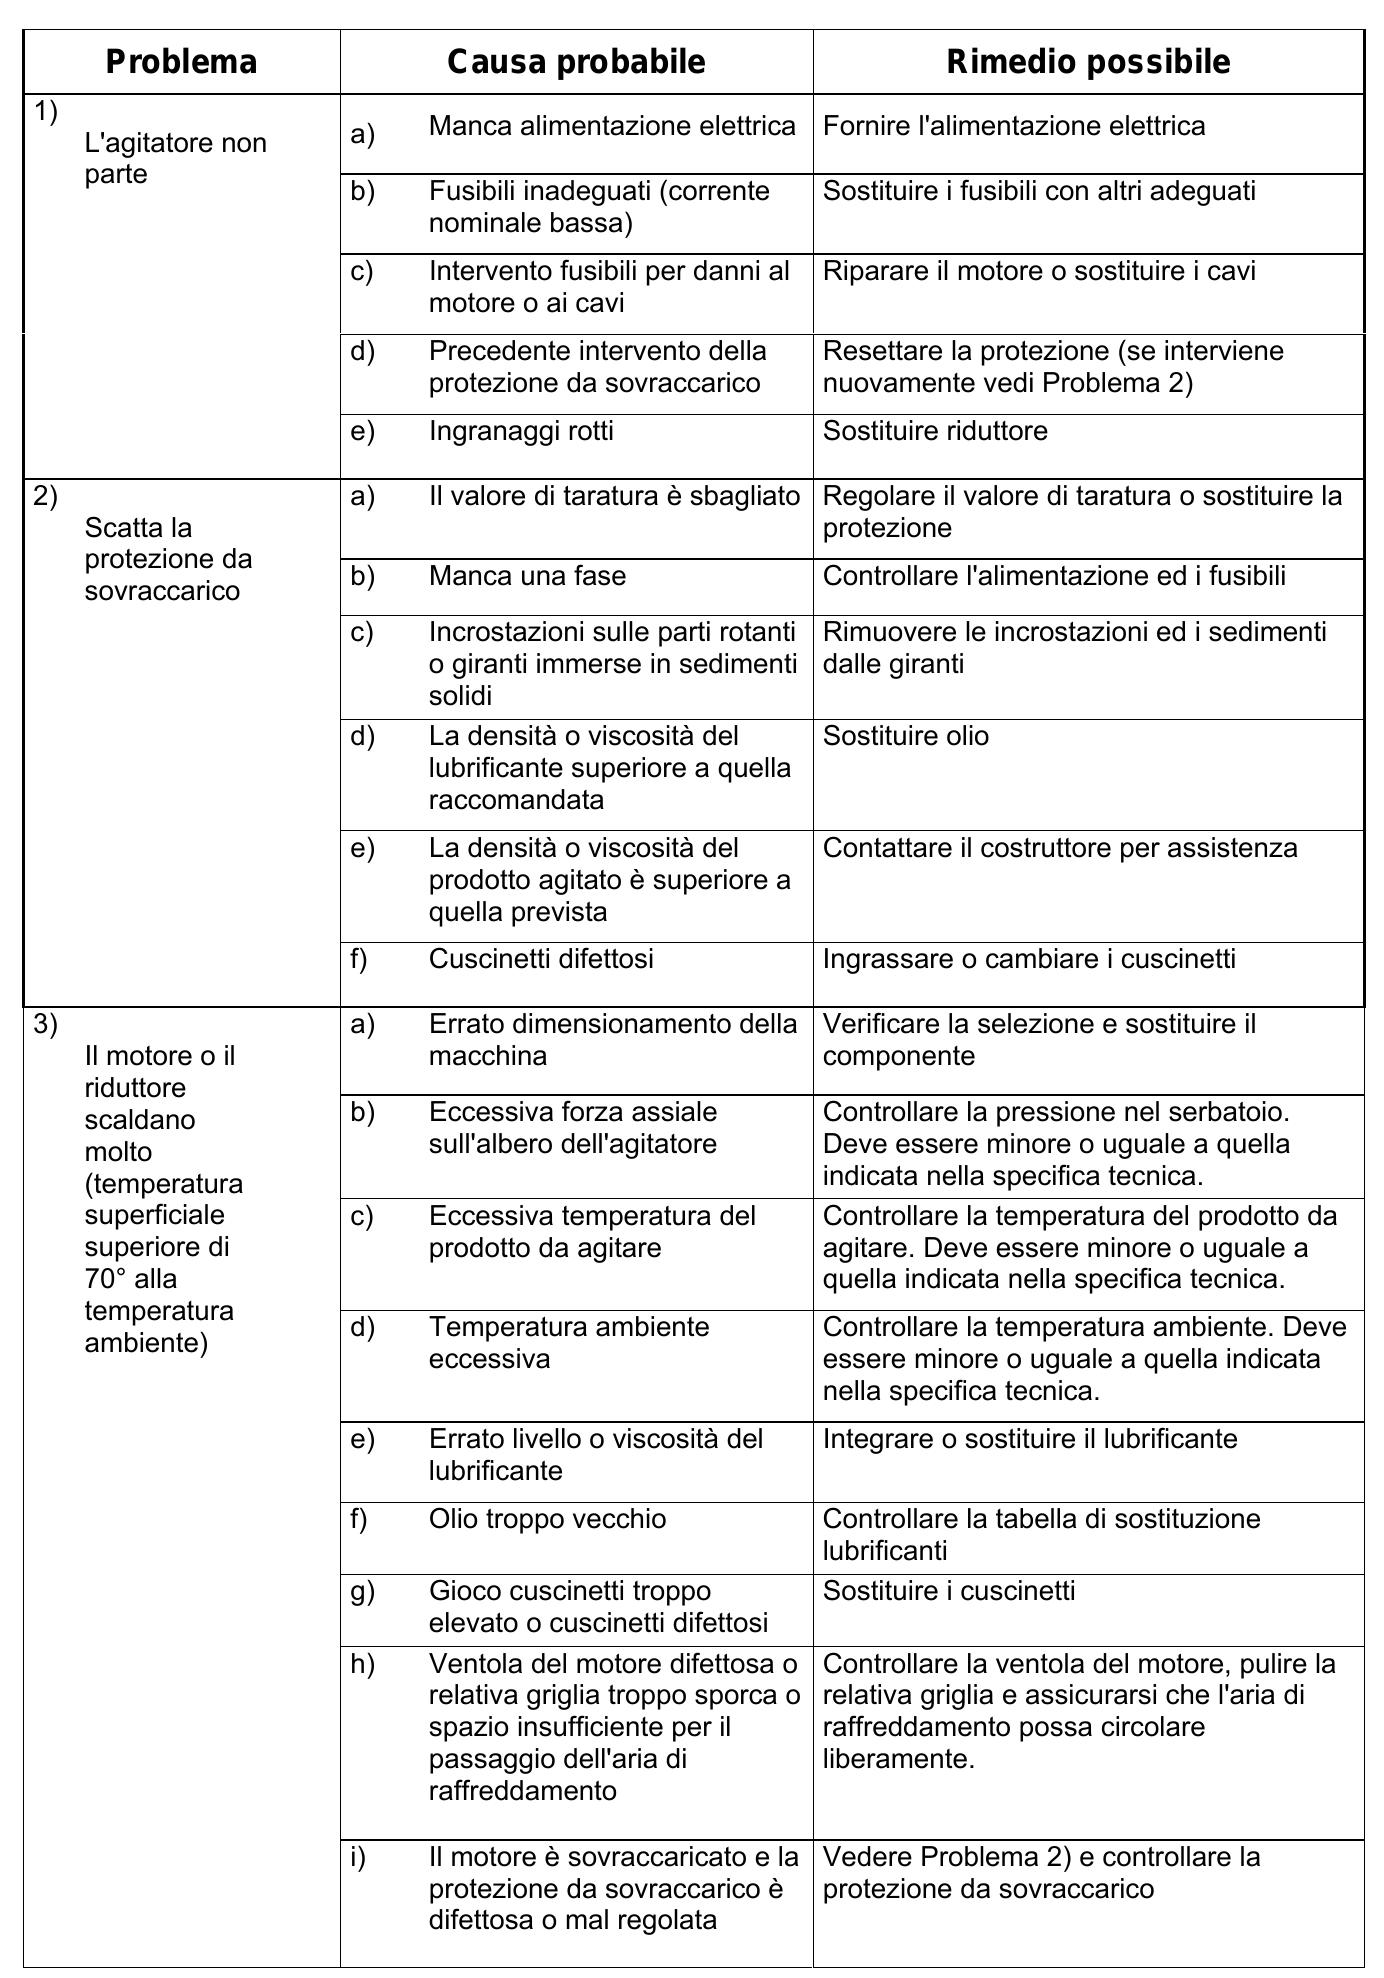 Problema
Causa probabile
Rimedio possibile
1)
L'agitatore non
parte
a)
Manca alimentazione elettrica
Fornire l'alimentazione elettrica
b)
Fusibili inadeguati (corrente
nominale bassa)
Sostituire i fusibili con altri adeguati
c)
Intervento fusibili per danni al
motore o ai cavi
Riparare il motore o sostituire i cavi
d)
Precedente intervento della
protezione da sovraccarico
Resettare la protezione (se interviene
nuovamente vedi Problema 2)
e)
Ingranaggi rotti
Sostituire riduttore
2)
Scatta la
protezione da
sovraccarico
a)
Il valore di taratura è sbagliato
Regolare il valore di taratura o sostituire la
protezione
b)
Manca una fase
Controllare l'alimentazione ed i fusibili
c)
Incrostazioni sulle parti rotanti
o giranti immerse in sedimenti
solidi
Rimuovere le incrostazioni ed i sedimenti
dalle giranti
d)
La densità o viscosità del
lubrificante superiore a quella
raccomandata
Sostituire olio
e)
La densità o viscosità del
prodotto agitato è superiore a
quella prevista
Contattare il costruttore per assistenza
f)
Cuscinetti difettosi
Ingrassare o cambiare i cuscinetti
3)
Il motore o il
riduttore
scaldano
molto
(temperatura
superficiale
superiore di
70° alla
temperatura
ambiente)
a)
Errato dimensionamento della
macchina
Verificare la selezione e sostituire il
componente
b)
Eccessiva forza assiale
sull'albero dell'agitatore
Controllare la pressione nel serbatoio.
Deve essere minore o uguale a quella
indicata nella specifica tecnica.
c)
Eccessiva temperatura del
prodotto da agitare
Controllare la temperatura del prodotto da
agitare. Deve essere minore o uguale a
quella indicata nella specifica tecnica.
d)
Temperatura ambiente
eccessiva
Controllare la temperatura ambiente. Deve
essere minore o uguale a quella indicata
nella specifica tecnica.
e)
Errato livello o viscosità del
lubrificante
Integrare o sostituire il lubrificante
f)
Olio troppo vecchio
Controllare la tabella di sostituzione
lubrificanti
g)
Gioco cuscinetti troppo
elevato o cuscinetti difettosi
Sostituire i cuscinetti
h)
Ventola del motore difettosa o
relativa griglia troppo sporca o
spazio insufficiente per il
passaggio dell'aria di
raffreddamento
Controllare la ventola del motore, pulire la
relativa griglia e assicurarsi che l'aria di
raffreddamento possa circolare
liberamente.
i)
Il motore è sovraccaricato e la
protezione da sovraccarico è
difettosa o mal regolata
Vedere Problema 2) e controllare la
protezione da sovraccarico